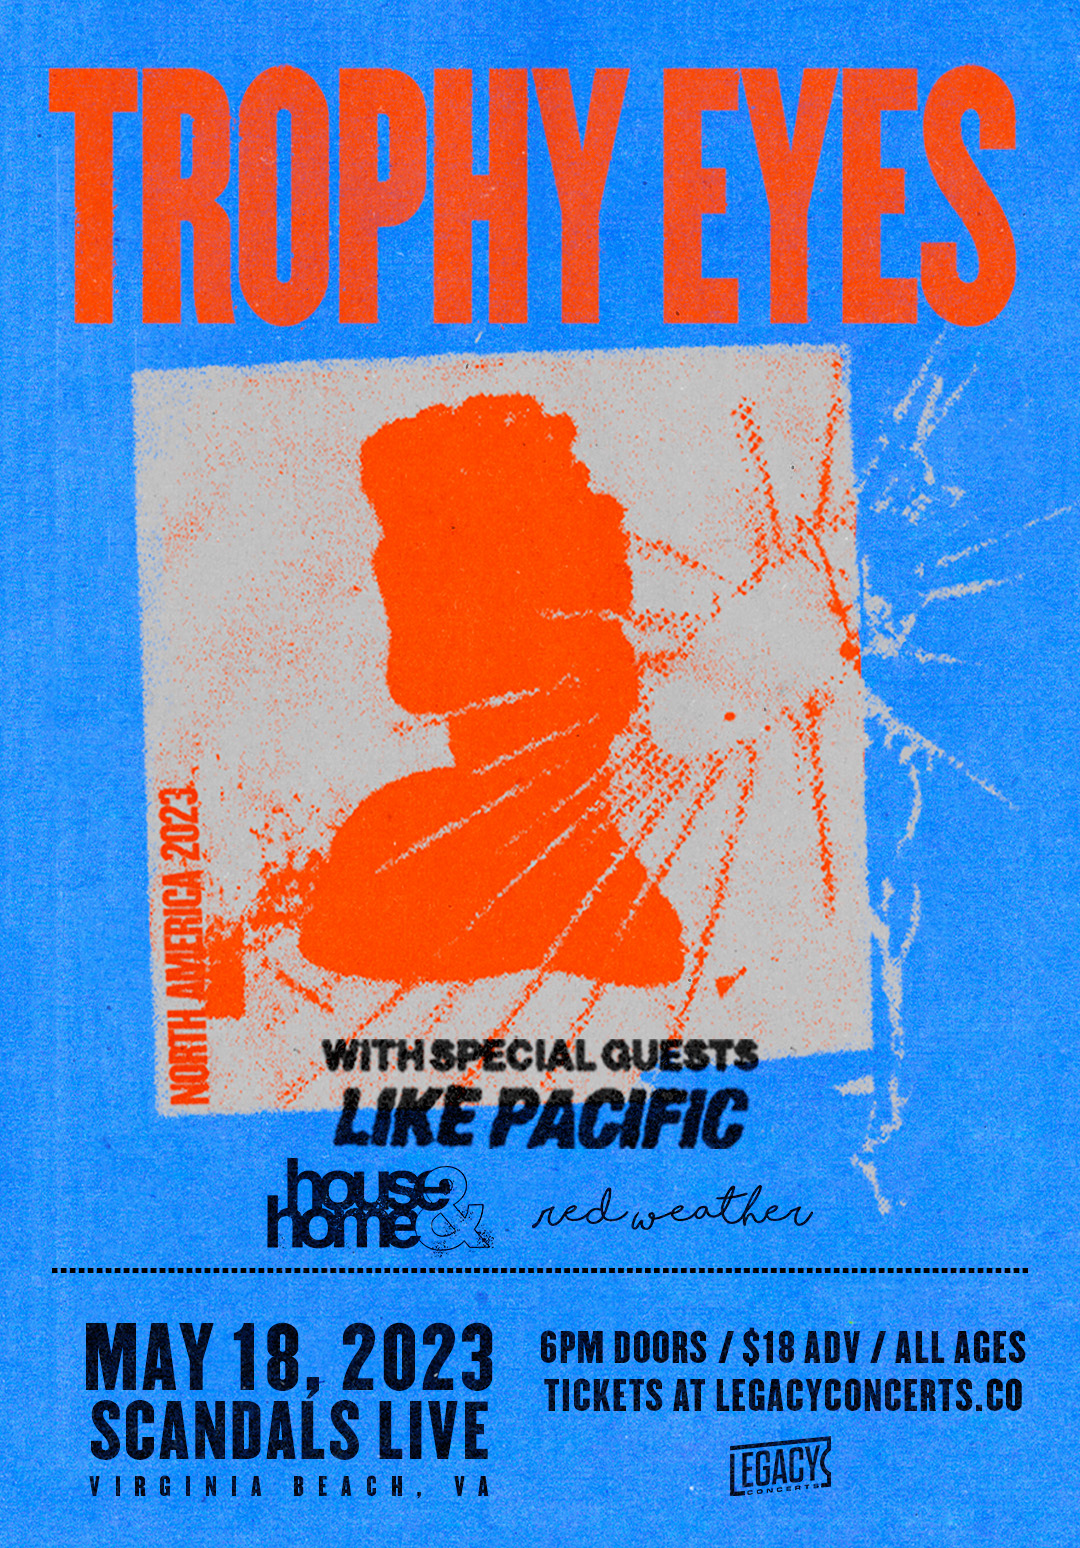 TROPHY EYES
NORTH AMERICA 2023
WITH SPECIAL GUESTS
LIKE PACIFIC
house &
home
red weather
MAY 18, 2023
SCANDALS LIVE
VIRGINIA BEACH, VA
6PM DOORS / $18 ADV / ALL AGES
TICKETS AT LEGACYCONCERTS.CO
LEGACY
CONCERTS